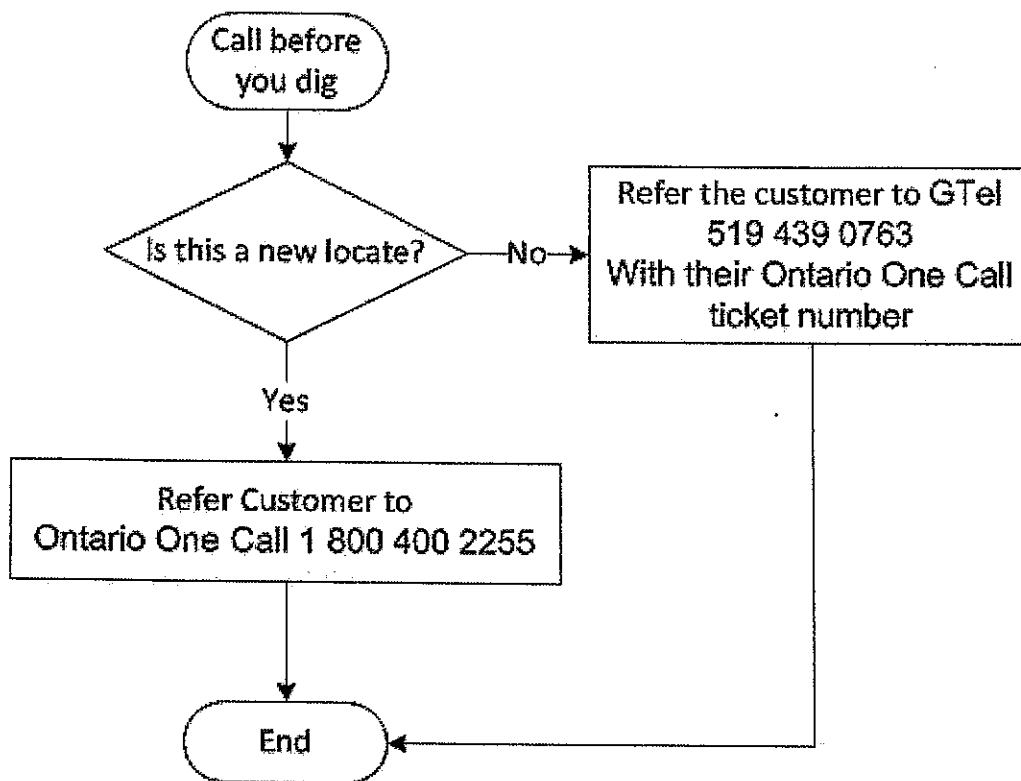 Call before
you dig
Is this a new locate?
No
Refer the customer to GTel
519 439 0763
With their Ontario One Call
ticket number
Yes
Refer Customer to
Ontario One Call 1 800 400 2255
End